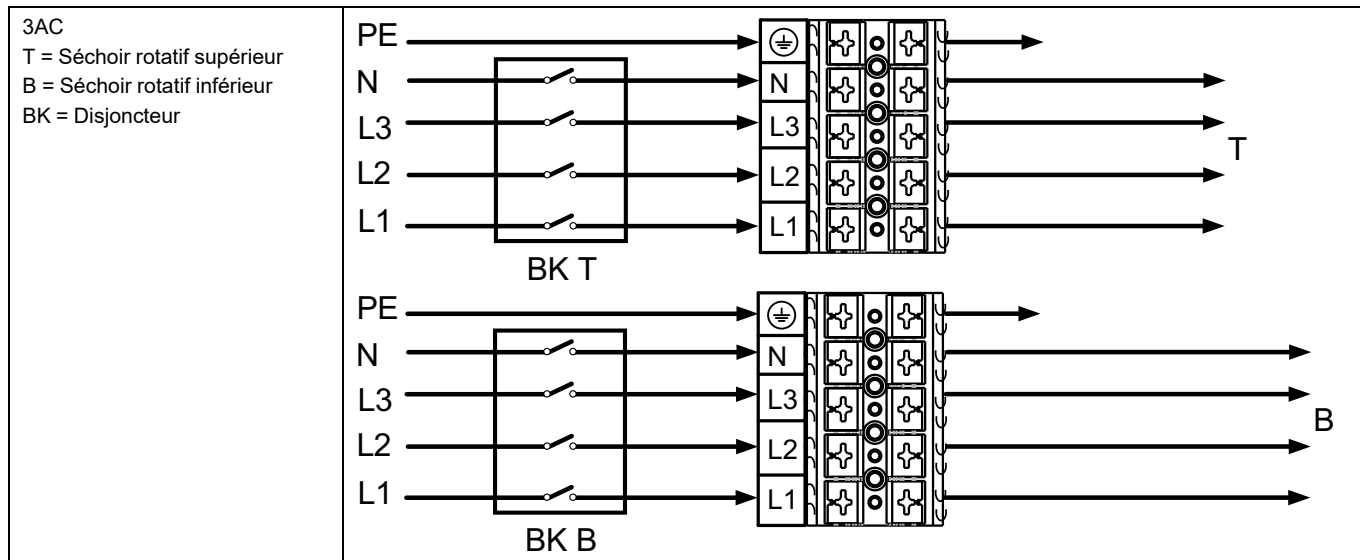 3AC
T = Séchoir rotatif supérieur
B = Séchoir rotatif inférieur
BK = Disjoncteur
PE
N N
L3 L3
T
L2 L2
L1 L1
BK T
PE
N N
L3 L3
B
L2 L2
L1 L1
BK B